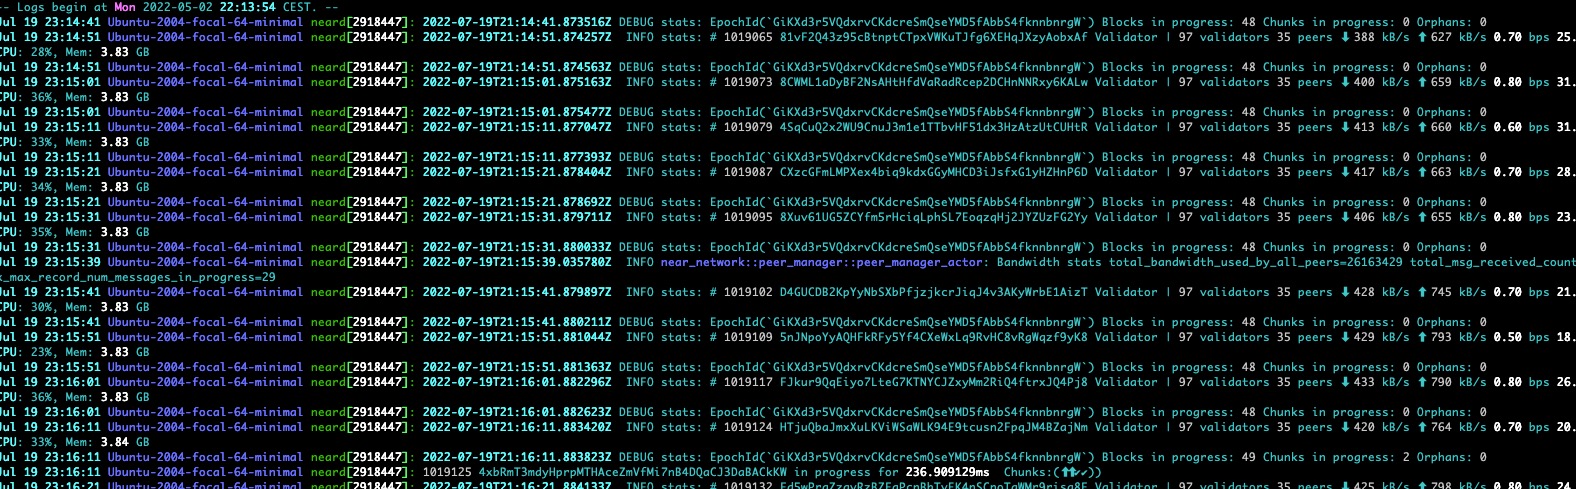 -- Logs begin at Mon 2022-05-02 22:13:54 CEST. --
Jul 19 23:14:41 Ubuntu-2004-focal-64-minimal neard[2918447]: 2022-07-19T21:14:41.873516Z DEBUG stats: EpochId(`GiKXd3r5VQdxrvCKdcreSmQseYMD5fAbbS4fknnbnrgW`) Blocks in progress: 48 Chunks in progress: 0 Orphans: 0
Jul 19 23:14:51 Ubuntu-2004-focal-64-minimal neard[2918447]: 2022-07-19T21:14:51.874257Z  INFO stats: # 1019065 81vF2Q43z95cBtnptCTpxVWKuTJfg6XEHqJXzyAobxAf Validator | 97 validators 35 peers ⬇ 388 kB/s ⬆ 627 kB/s 0.70 bps 25.
CPU: 28%, Mem: 3.83 GB
Jul 19 23:14:51 Ubuntu-2004-focal-64-minimal neard[2918447]: 2022-07-19T21:14:51.874563Z DEBUG stats: EpochId(`GiKXd3r5VQdxrvCKdcreSmQseYMD5fAbbS4fknnbnrgW`) Blocks in progress: 48 Chunks in progress: 0 Orphans: 0
Jul 19 23:15:01 Ubuntu-2004-focal-64-minimal neard[2918447]: 2022-07-19T21:15:01.875163Z  INFO stats: # 1019073 8CWML1aDyBF2NsAHtHfdVaRadRcep2DCHnNNRxy6KALw Validator | 97 validators 35 peers ⬇ 400 kB/s ⬆ 659 kB/s 0.80 bps 31.
CPU: 36%, Mem: 3.83 GB
Jul 19 23:15:01 Ubuntu-2004-focal-64-minimal neard[2918447]: 2022-07-19T21:15:01.875477Z DEBUG stats: EpochId(`GiKXd3r5VQdxrvCKdcreSmQseYMD5fAbbS4fknnbnrgW`) Blocks in progress: 48 Chunks in progress: 0 Orphans: 0
Jul 19 23:15:11 Ubuntu-2004-focal-64-minimal neard[2918447]: 2022-07-19T21:15:11.877047Z  INFO stats: # 1019079 4SqCuQ2x2WU9CnuJ3m1e1TTbvHF51dx3HzAtzUtCUHtR Validator | 97 validators 35 peers ⬇ 413 kB/s ⬆ 660 kB/s 0.60 bps 31.
CPU: 33%, Mem: 3.83 GB
Jul 19 23:15:11 Ubuntu-2004-focal-64-minimal neard[2918447]: 2022-07-19T21:15:11.877393Z DEBUG stats: EpochId(`GiKXd3r5VQdxrvCKdcreSmQseYMD5fAbbS4fknnbnrgW`) Blocks in progress: 48 Chunks in progress: 0 Orphans: 0
Jul 19 23:15:21 Ubuntu-2004-focal-64-minimal neard[2918447]: 2022-07-19T21:15:21.878404Z  INFO stats: # 1019087 CXzcGFmLMPXex4biq9kdxGGyMHCD3iJsfxG1yHZHnP6D Validator | 97 validators 35 peers ⬇ 417 kB/s ⬆ 663 kB/s 0.70 bps 28.
CPU: 34%, Mem: 3.83 GB
Jul 19 23:15:21 Ubuntu-2004-focal-64-minimal neard[2918447]: 2022-07-19T21:15:21.878692Z DEBUG stats: EpochId(`GiKXd3r5VQdxrvCKdcreSmQseYMD5fAbbS4fknnbnrgW`) Blocks in progress: 48 Chunks in progress: 0 Orphans: 0
Jul 19 23:15:31 Ubuntu-2004-focal-64-minimal neard[2918447]: 2022-07-19T21:15:31.879711Z  INFO stats: # 1019095 8Xuv61UG5ZCYfm5rHciqLphSL7EoqzqHj2JYZUzFG2Yy Validator | 97 validators 35 peers ⬇ 406 kB/s ⬆ 655 kB/s 0.80 bps 23.
CPU: 35%, Mem: 3.83 GB
Jul 19 23:15:31 Ubuntu-2004-focal-64-minimal neard[2918447]: 2022-07-19T21:15:31.880033Z DEBUG stats: EpochId(`GiKXd3r5VQdxrvCKdcreSmQseYMD5fAbbS4fknnbnrgW`) Blocks in progress: 48 Chunks in progress: 0 Orphans: 0
Jul 19 23:15:39 Ubuntu-2004-focal-64-minimal neard[2918447]: 2022-07-19T21:15:39.035780Z  INFO near_network::peer_manager::peer_manager_actor: Bandwidth stats total_bandwidth_used_by_all_peers=26163429 total_msg_received_count
x_max_record_num_messages_in_progress=29
Jul 19 23:15:41 Ubuntu-2004-focal-64-minimal neard[2918447]: 2022-07-19T21:15:41.879897Z  INFO stats: # 1019102 D4GUCDB2KpYyNbSXbPfjzjkcrJiqJ4v3AKyWrbE1AizT Validator | 97 validators 35 peers ⬇ 428 kB/s ⬆ 745 kB/s 0.70 bps 21.
CPU: 30%, Mem: 3.83 GB
Jul 19 23:15:41 Ubuntu-2004-focal-64-minimal neard[2918447]: 2022-07-19T21:15:41.880211Z DEBUG stats: EpochId(`GiKXd3r5VQdxrvCKdcreSmQseYMD5fAbbS4fknnbnrgW`) Blocks in progress: 48 Chunks in progress: 0 Orphans: 0
Jul 19 23:15:51 Ubuntu-2004-focal-64-minimal neard[2918447]: 2022-07-19T21:15:51.881044Z  INFO stats: # 1019109 5nJNpoYyAQHFkRFy5Yf4CXeWxLq9RvHC8vRgWqzf9yK8 Validator | 97 validators 35 peers ⬇ 429 kB/s ⬆ 793 kB/s 0.50 bps 18.
CPU: 23%, Mem: 3.83 GB
Jul 19 23:15:51 Ubuntu-2004-focal-64-minimal neard[2918447]: 2022-07-19T21:15:51.881363Z DEBUG stats: EpochId(`GiKXd3r5VQdxrvCKdcreSmQseYMD5fAbbS4fknnbnrgW`) Blocks in progress: 48 Chunks in progress: 0 Orphans: 0
Jul 19 23:16:01 Ubuntu-2004-focal-64-minimal neard[2918447]: 2022-07-19T21:16:01.882296Z  INFO stats: # 1019117 FJkur9QqEiyo7LteG7KTNYCJZxyMm2RiQ4ftrxJQ4Pj8 Validator | 97 validators 35 peers ⬇ 433 kB/s ⬆ 790 kB/s 0.80 bps 26.
CPU: 36%, Mem: 3.83 GB
Jul 19 23:16:01 Ubuntu-2004-focal-64-minimal neard[2918447]: 2022-07-19T21:16:01.882623Z DEBUG stats: EpochId(`GiKXd3r5VQdxrvCKdcreSmQseYMD5fAbbS4fknnbnrgW`) Blocks in progress: 48 Chunks in progress: 0 Orphans: 0
Jul 19 23:16:11 Ubuntu-2004-focal-64-minimal neard[2918447]: 2022-07-19T21:16:11.883420Z  INFO stats: # 1019124 HTjuQbaJmxXuLKViWSaWLK94E9tcusn2FpqJM4BZajNm Validator | 97 validators 35 peers ⬇ 420 kB/s ⬆ 764 kB/s 0.70 bps 20.
CPU: 33%, Mem: 3.84 GB
Jul 19 23:16:11 Ubuntu-2004-focal-64-minimal neard[2918447]: 2022-07-19T21:16:11.883823Z DEBUG stats: EpochId(`GiKXd3r5VQdxrvCKdcreSmQseYMD5fAbbS4fknnbnrgW`) Blocks in progress: 49 Chunks in progress: 2 Orphans: 0
Jul 19 23:16:11 Ubuntu-2004-focal-64-minimal neard[2918447]: 1019125 4xbRmT3mdyHprpMTHAceZmVfMi7nB4DQaCJ3DaBACkKW in progress for 236.909129ms  Chunks:(⬆⬆✔✔))
Jul 19 23:16:21 Ubuntu-2004-focal-64-minimal neard[2918447]: 2022-07-19T21:16:21.884133Z  INFO stats: # 1019132 Validator | 97 validators 35 peers ⬇ 425 kB/s ⬆ 798 kB/s 0.80 bps 24.